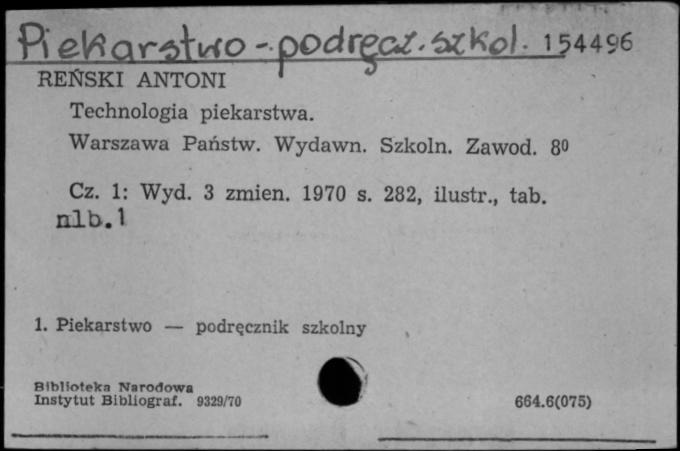 Piekarstwo - podręcz. szkol. 154496
REŃSKI ANTONI
Technologia piekarstwa.
Warszawa Państw. Wydawn. Szkoln. Zawod. 8⁰
Cz. 1: Wyd. 3 zmien. 1970 s. 282, ilustr., tab.
nlb. 1
1. Piekarstwo — podręcznik szkolny
Biblioteka Narodowa
Instytut Bibliograf. 9329/70 664.6(075)